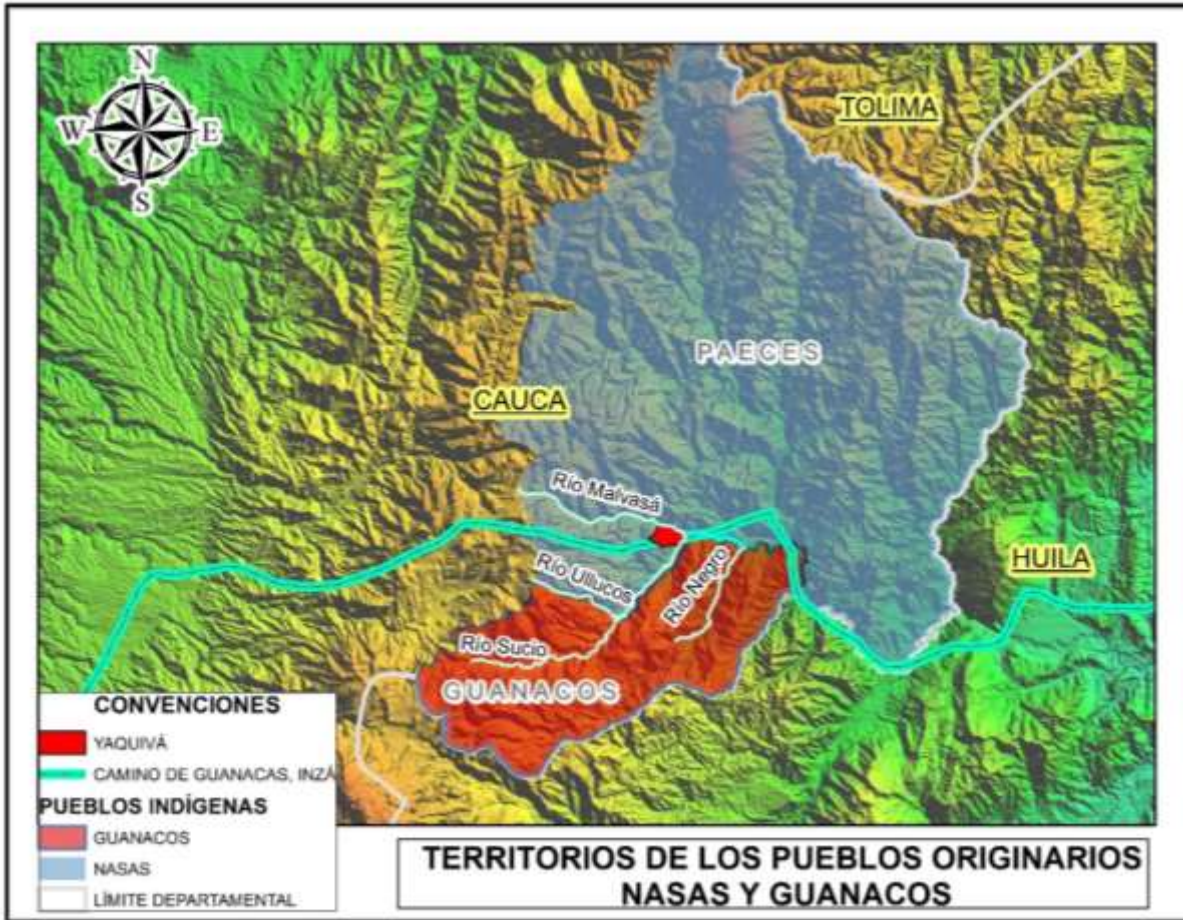 N
W
E
S
TOLIMA
PAECES
CAUCA
Río Malvasá
HUILA
Río Ullucos
Río Negro
Río Sucio
GUANACOS
CONVENCIONES
YAQUIVÁ
CAMINO DE GUANACAS, INZÁ
PUEBLOS INDÍGENAS
GUANACOS
NASAS
LÍMITE DEPARTAMENTAL
TERRITORIOS DE LOS PUEBLOS ORIGINARIOS
NASAS Y GUANACOS